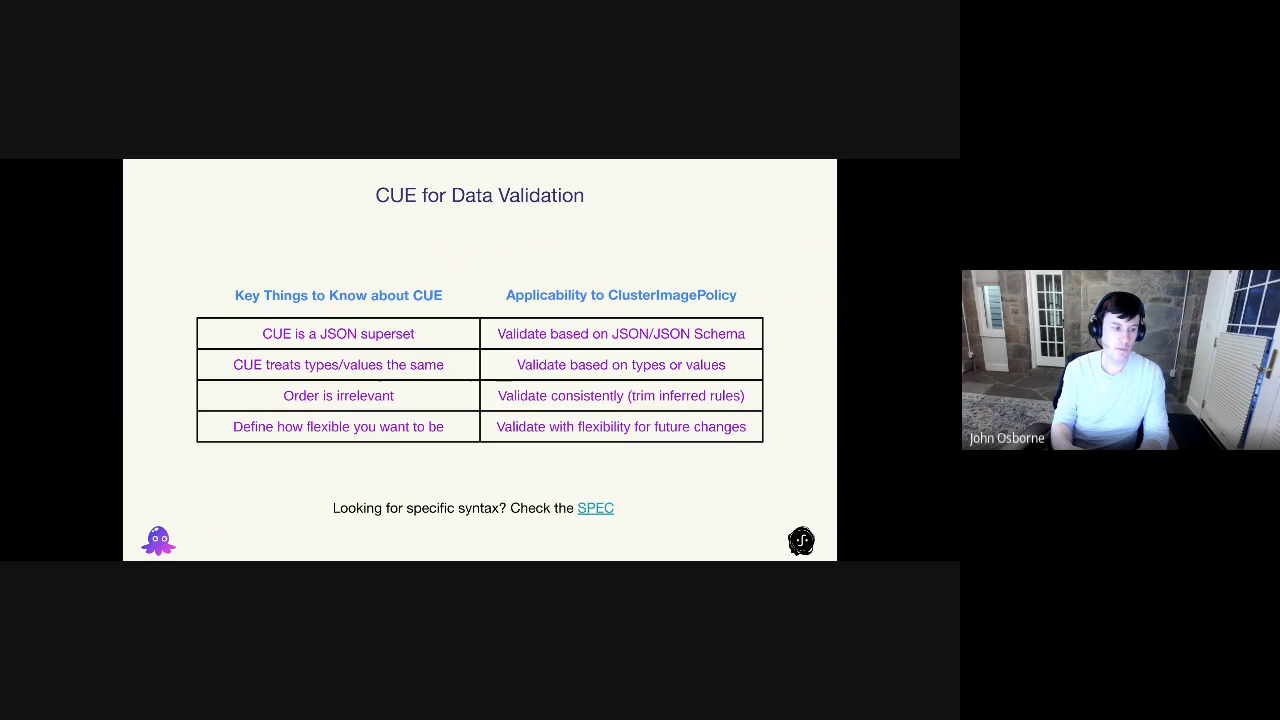 CUE for Data Validation
Key Things to Know about CUE
Applicability to ClusterImagePolicy
CUE is a JSON superset
Validate based on JSON/JSON Schema
CUE treats types/values the same
Validate based on types or values
Order is irrelevant
Validate consistently (trim inferred rules)
Define how flexible you want to be
Validate with flexibility for future changes
Looking for specific syntax? Check the SPEC
John Osborne